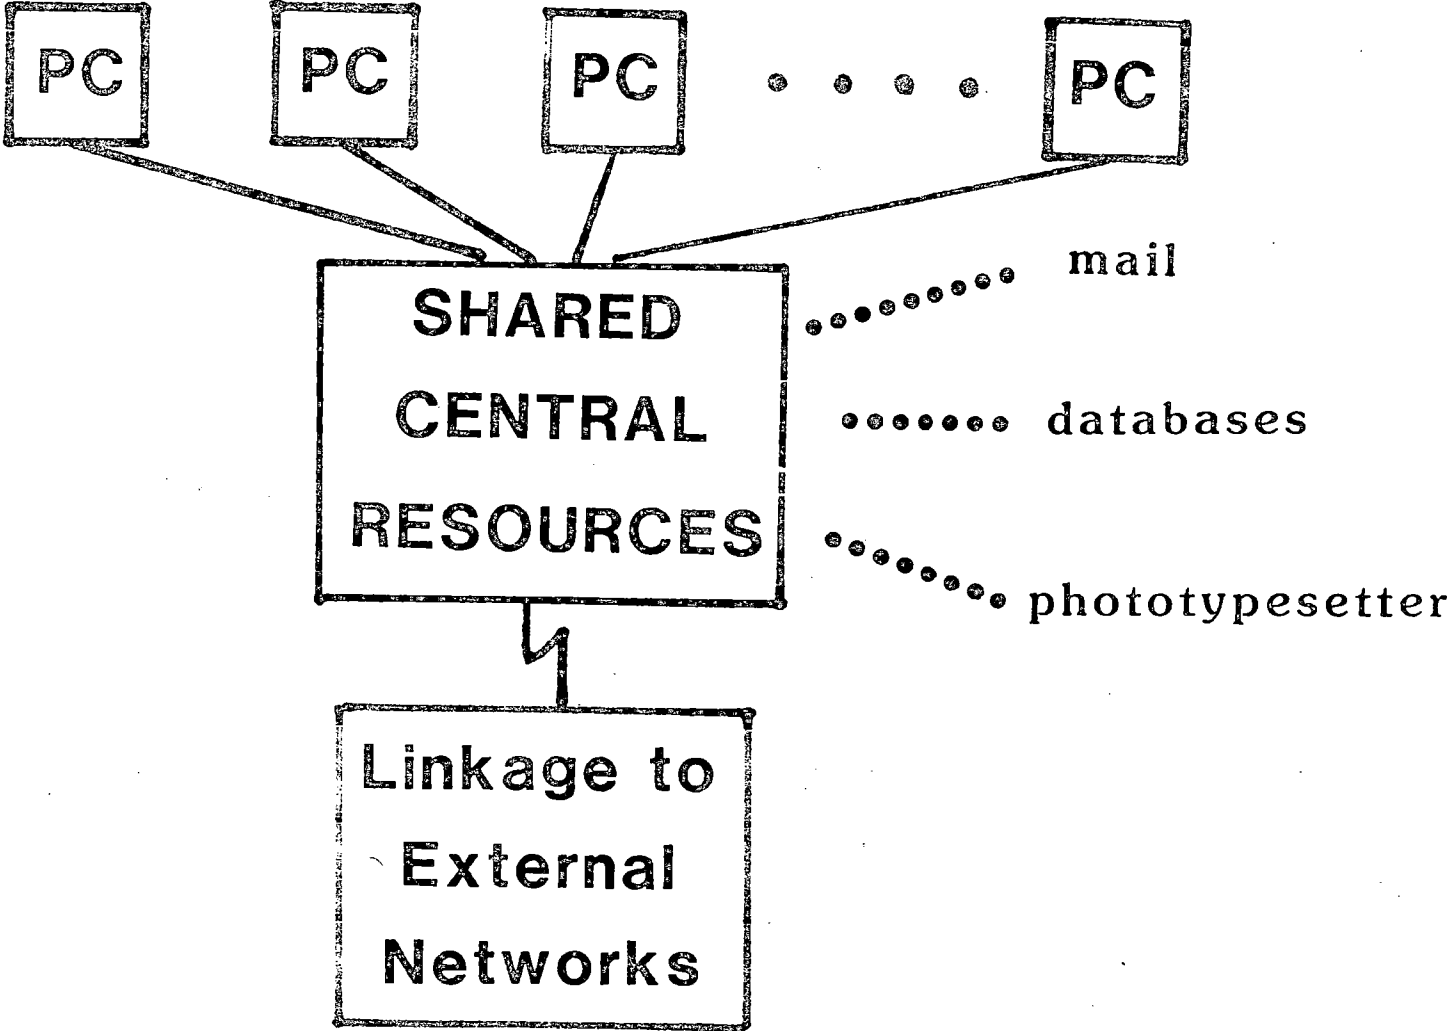 PC PC PC PC
SHARED
CENTRAL
RESOURCES
mail
databases
phototypesetter
Linkage to
External
Networks